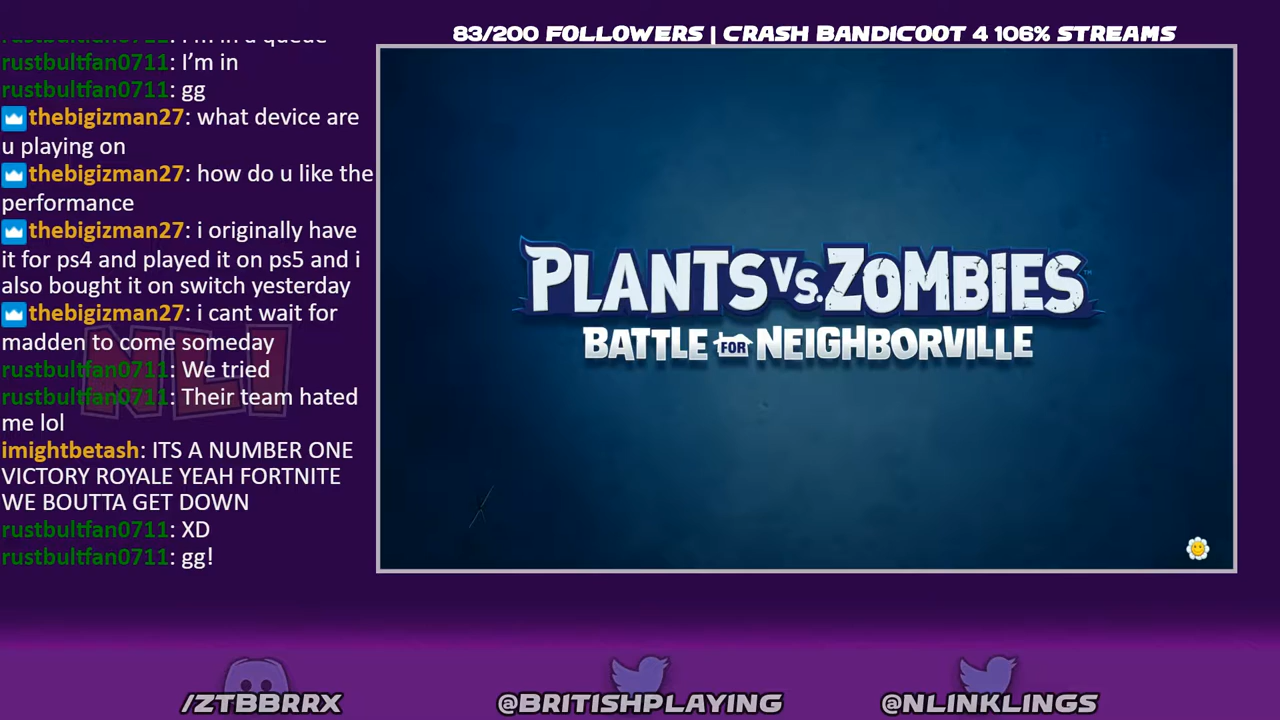 83/200 FOLLOWERS | CRASH BANDICOOT 4 106% STREAMS
I'm in a queue
rustbultfan0711: I’m in
rustbultfan0711: gg
thebigizman27: what device are
u playing on
thebigizman27: how do u like the
performance
thebigizman27: i originally have
it for ps4 and played it on ps5 and i
also bought it on switch yesterday
thebigizman27: i cant wait for
madden to come someday
rustbultfan0711: We tried
rustbultfan0711: Their team hated
me lol
imightbetash: ITS A NUMBER ONE
VICTORY ROYALE YEAH FORTNITE
WE BOUTTA GET DOWN
rustbultfan0711: XD
rustbultfan0711: gg!
NLI
PLANTS VS. ZOMBIES
BATTLE FOR NEIGHBORVILLE
/ZTBBRRX
@BRITISHPLAYING
@NLINKLINGS